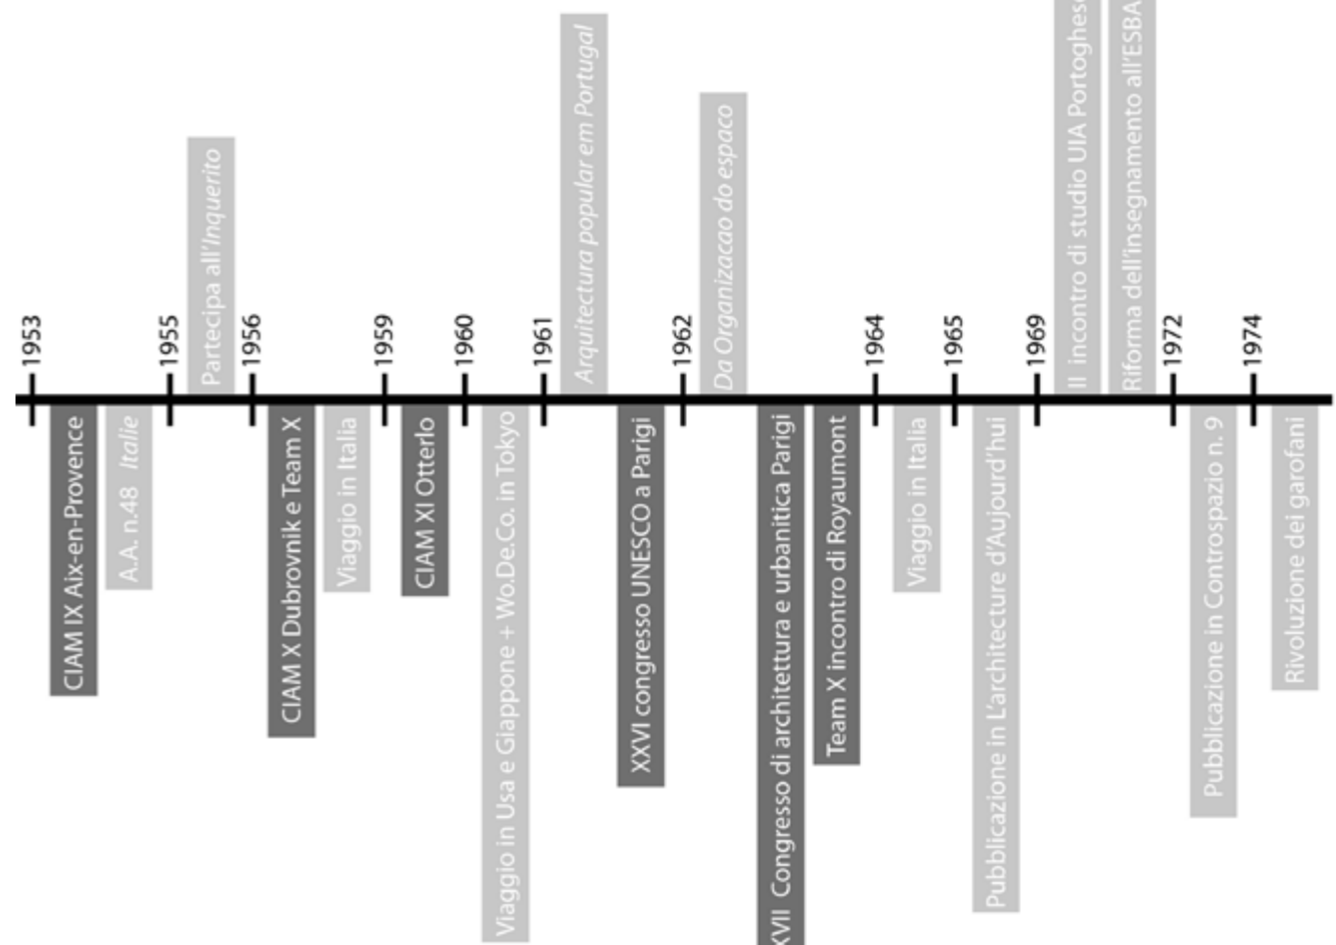 1953
CIAM IX Aix-en-Provence
A.A. n.48 Italie
1955
Partecipa all'Inquerito
1956
CIAM X Dubrovnik e Team X
Viaggio in Italia
1959
CIAM XI Otterlo
1960
Viaggio in Usa e Giappone + Wo.De.Co. in Tokyo
1961
Arquitectura popular em Portugal
XXVI congresso UNESCO a Parigi
1962
Da Organizacao do espaco
XVII Congresso di architettura e urbanitica Parigi
Team X incontro di Royaumont
1964
Viaggio in Italia
1965
Pubblicazione in L'architecture d'Aujourd'hui
1969
II incontro di studio UIA Portoghese
Riforma dell'insegnamento all'ESBA
1972
Pubblicazione in Controspazio n. 9
1974
Rivoluzione dei garofani